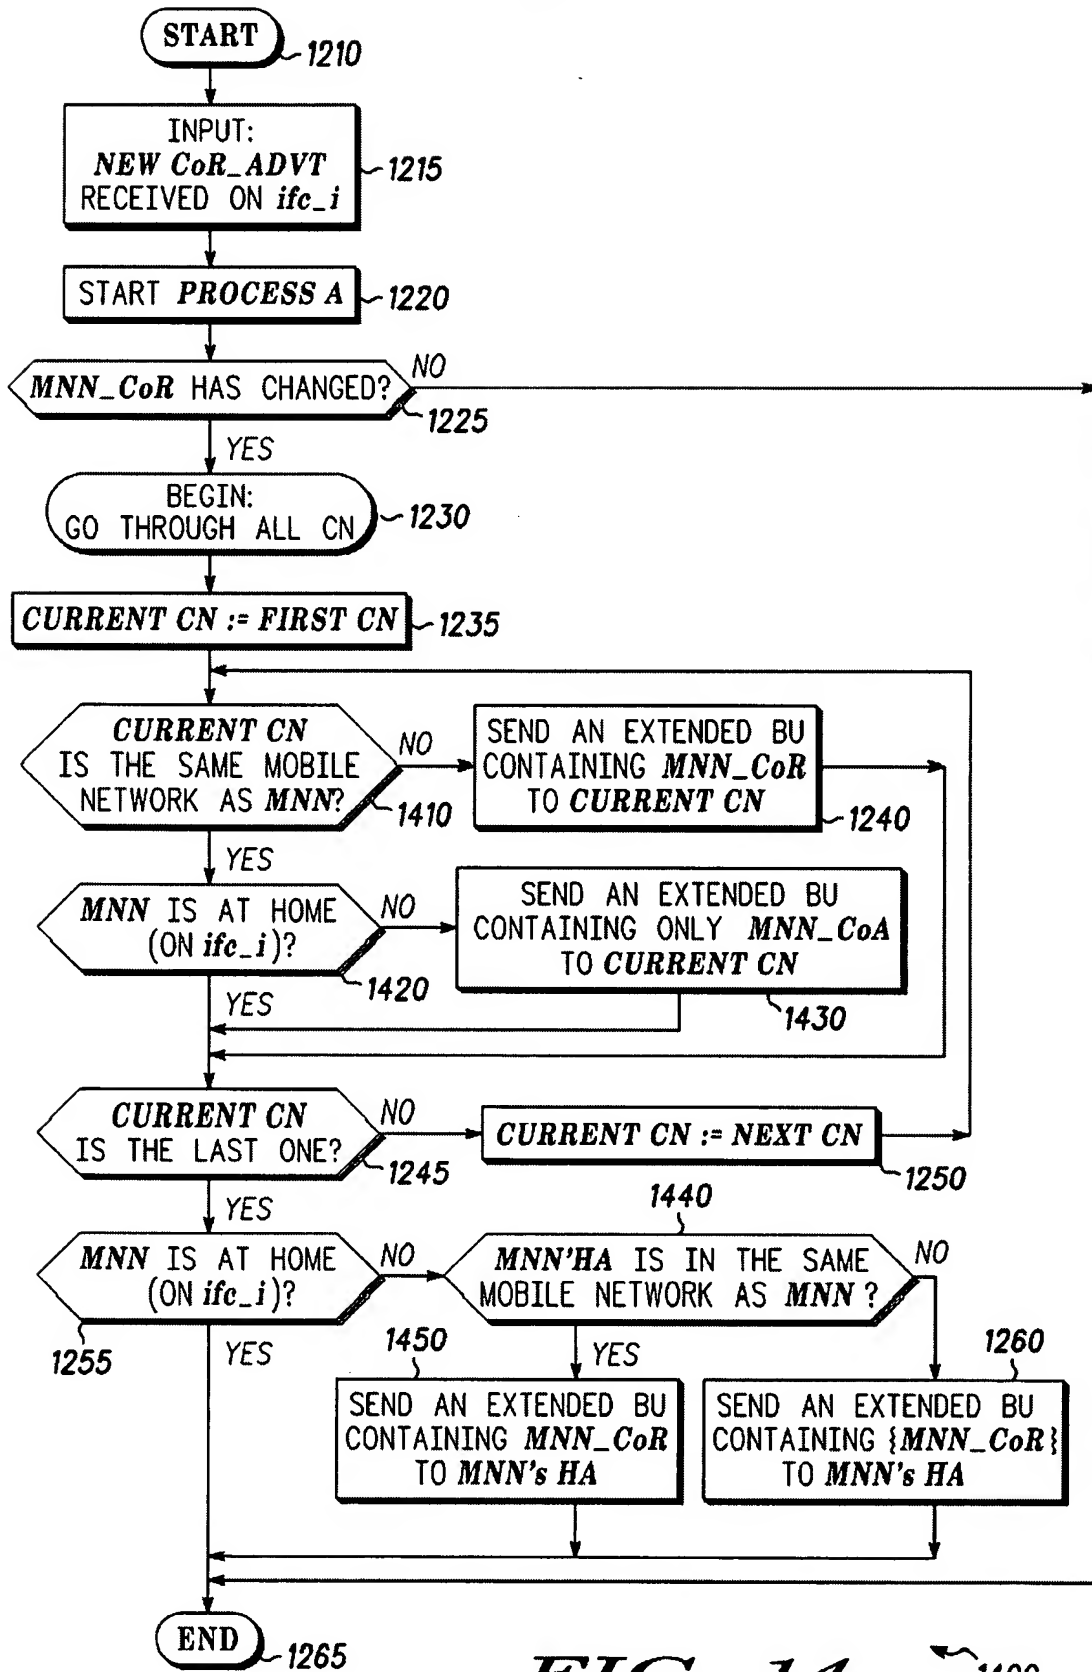 START
1210
INPUT:
NEW CoR_ADVT
RECEIVED ON ifc_i
1215
START PROCESS A
1220
MNN_CoR HAS CHANGED?
NO
1225
YES
BEGIN:
GO THROUGH ALL CN
1230
CURRENT CN := FIRST CN
1235
CURRENT CN
IS THE SAME MOBILE
NETWORK AS MNN?
1410
NO
SEND AN EXTENDED BU
CONTAINING MNN_CoR
TO CURRENT CN
1240
YES
MNN IS AT HOME
(ON ifc_i)?
1420
NO
SEND AN EXTENDED BU
CONTAINING ONLY MNN_CoA
TO CURRENT CN
1430
YES
CURRENT CN
IS THE LAST ONE?
1245
NO
CURRENT CN := NEXT CN
1250
YES
MNN IS AT HOME
(ON ifc_i)?
1255
NO
1440
MNN'HA IS IN THE SAME
MOBILE NETWORK AS MNN ?
NO
YES
1450
YES
1260
SEND AN EXTENDED BU
CONTAINING MNN_CoR
TO MNN's HA
SEND AN EXTENDED BU
CONTAINING {MNN_CoR}
TO MNN's HA
END
1265